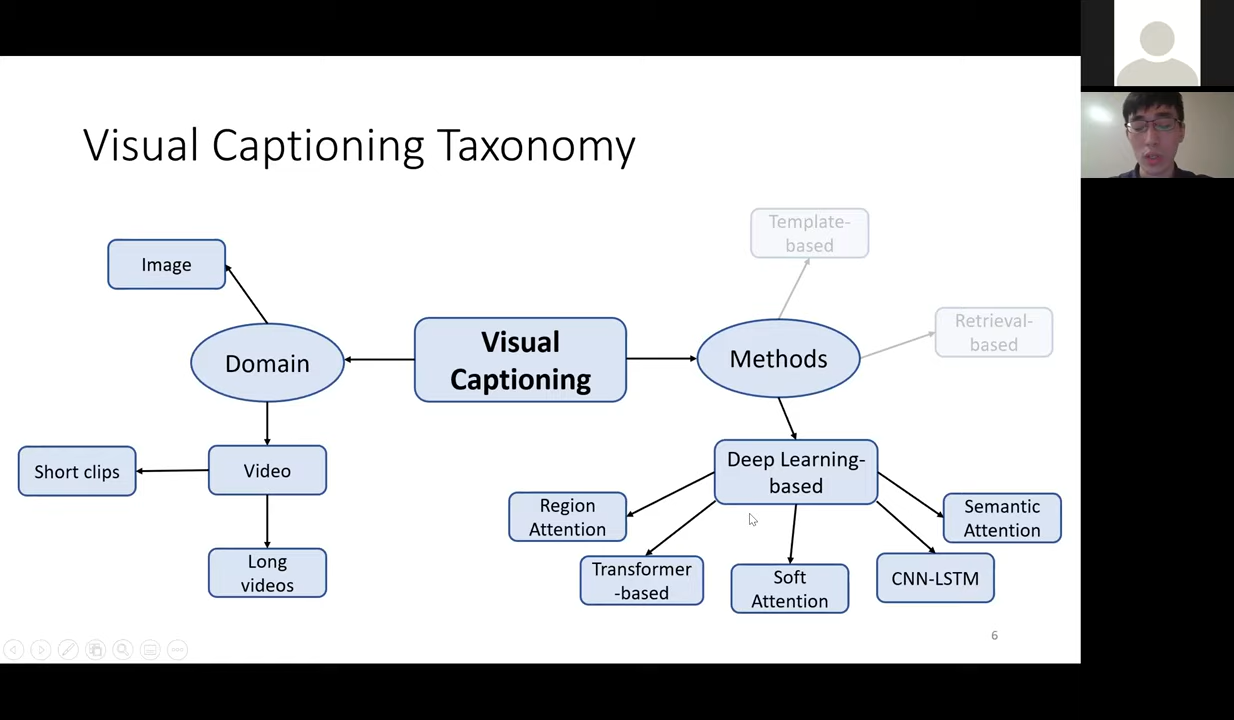 Visual Captioning Taxonomy
Template-
based
Image
Retrieval-
based
Visual
Captioning
Domain
Methods
Deep Learning-
based
Short clips
Video
Region
Attention
Semantic
Attention
Long
videos
Transformer
-based
Soft
Attention
CNN-LSTM
6